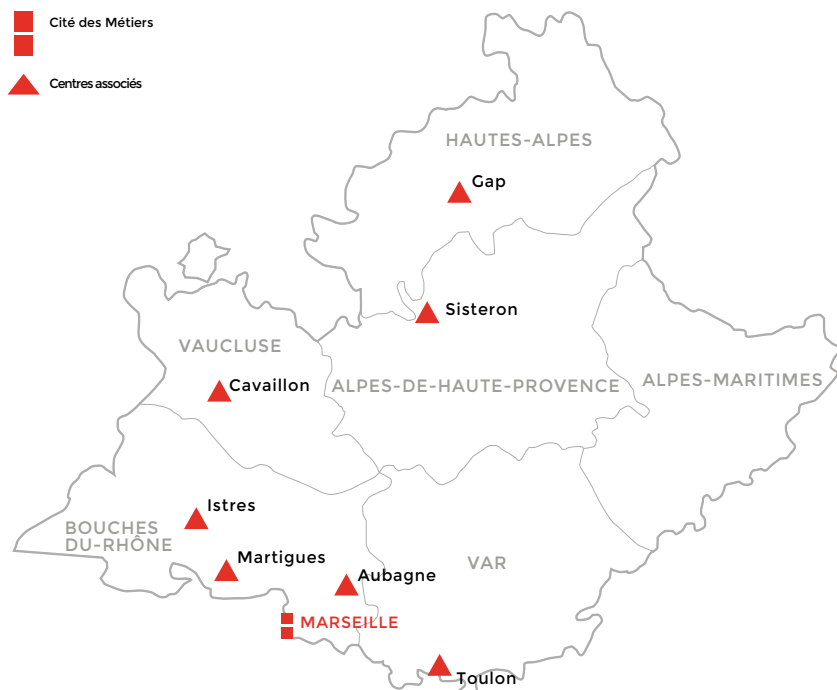 Cité des Métiers
Centres associés
HAUTES-ALPES
Gap
Sisteron
VAUCLUSE
Cavaillon
ALPES-DE-HAUTE-PROVENCE
ALPES-MARITIMES
Istres
BOUCHES
DU-RHÔNE
Martigues
Aubagne
VAR
MARSEILLE
Toulon